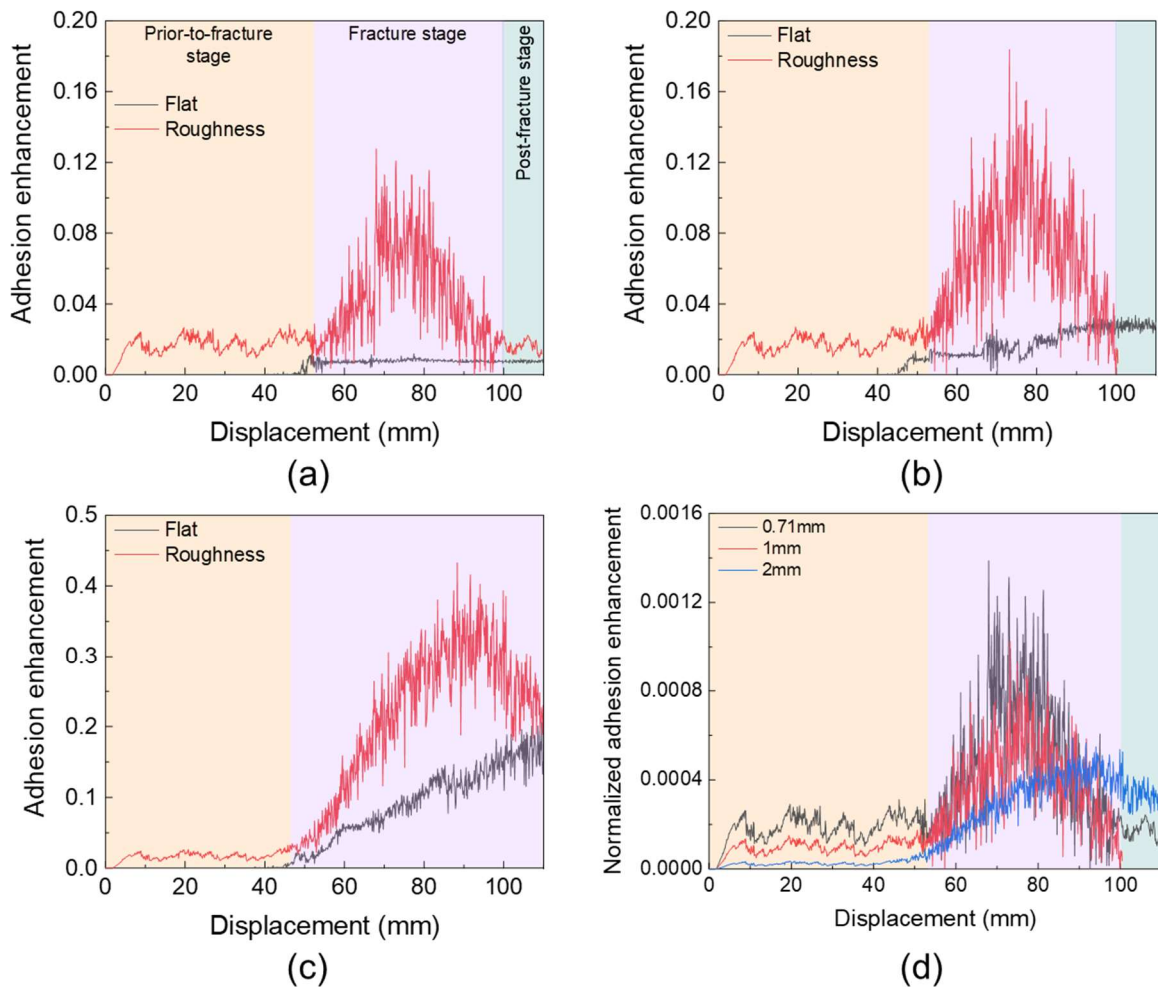 0.20
0.16
0.12
0.08
0.04
0.00
Adhesion enhancement
Prior-to-fracture
stage
Fracture stage
Post-fracture stage
Flat
Roughness
0 20 40 60 80 100
Displacement (mm)
(a)
0.20
0.16
0.12
0.08
0.04
0.00
Adhesion enhancement
Flat
Roughness
0 20 40 60 80 100
Displacement (mm)
(b)
0.5
0.4
0.3
0.2
0.1
0.0
Adhesion enhancement
Flat
Roughness
0 20 40 60 80 100
Displacement (mm)
(c)
0.0016
0.0012
0.0008
0.0004
0.0000
Normalized adhesion enhancement
0.71mm
1mm
2mm
0 20 40 60 80 100
Displacement (mm)
(d)